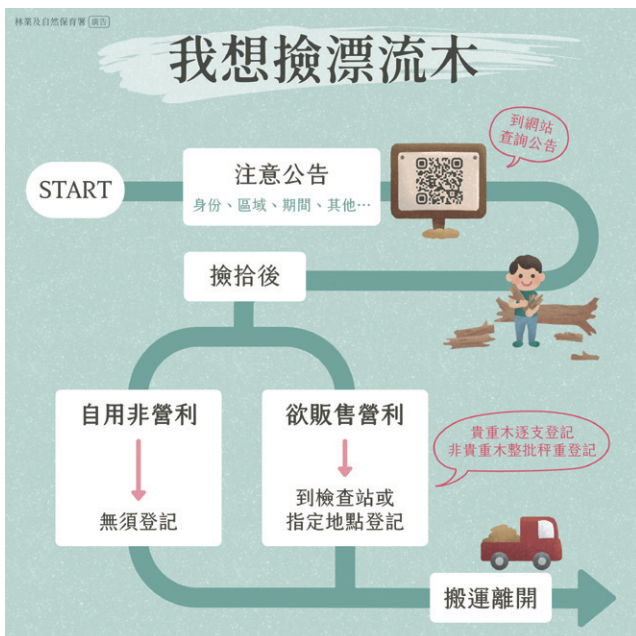 林業及自然保育署 廣告
我想撿漂流木
START
注意公告
身份、區域、期間、其他…
到網站
查詢公告
撿拾後
自用非營利
無須登記
欲販售營利
到檢查站或
指定地點登記
貴重木逐支登記
非貴重木整批秤重登記
搬運離開